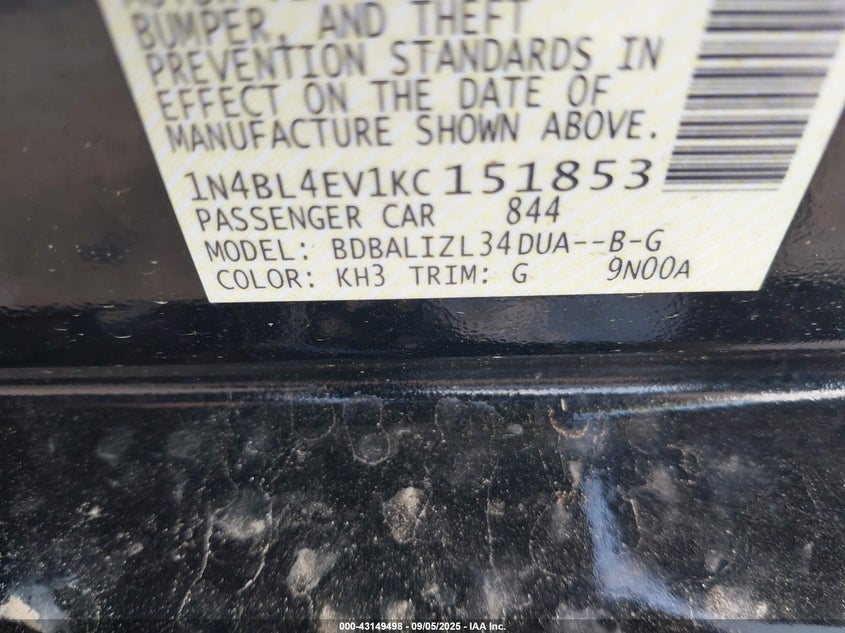 BUMPER, AND THEFT
PREVENTION STANDARDS IN
EFFECT ON THE DATE OF
MANUFACTURE SHOWN ABOVE.
1N4BL4EV1KC151853
PASSENGER CAR 844
MODEL: BDBALIZL34DUA--B-G
COLOR: KH3 TRIM: G 9N00A
000-43149498 - 09/05/2025 - IAA Inc.